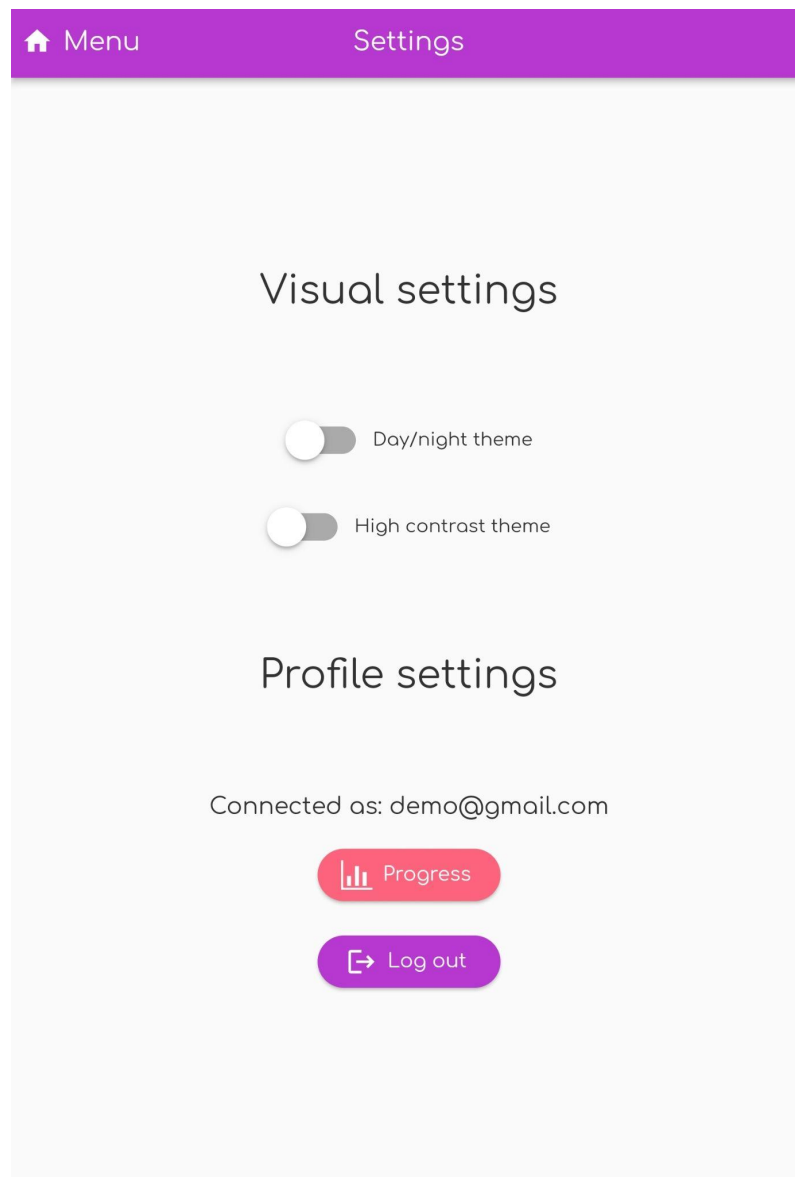 Menu
Settings
Visual settings
Day/night theme
High contrast theme
Profile settings
Connected as: demo@gmail.com
Progress
Log out